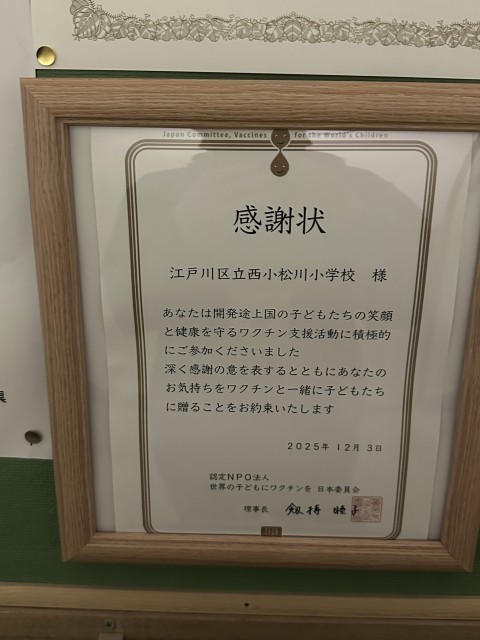 Japan Committee, Vaccines for the World's Children
感謝状
江戸川区立西小松川小学校 様
あなたは開発途上国の子どもたちの笑顔
と健康を守るワクチン支援活動に積極的
にご参加くださいました
深く感謝の意を表するとともにあなたの
お気持ちをワクチンと一緒に子どもたち
に贈ることをお約束いたします
2025年 12月 3日
認定NPO法人
世界の子どもにワクチンを 日本委員会
理事長 剱持 睦子